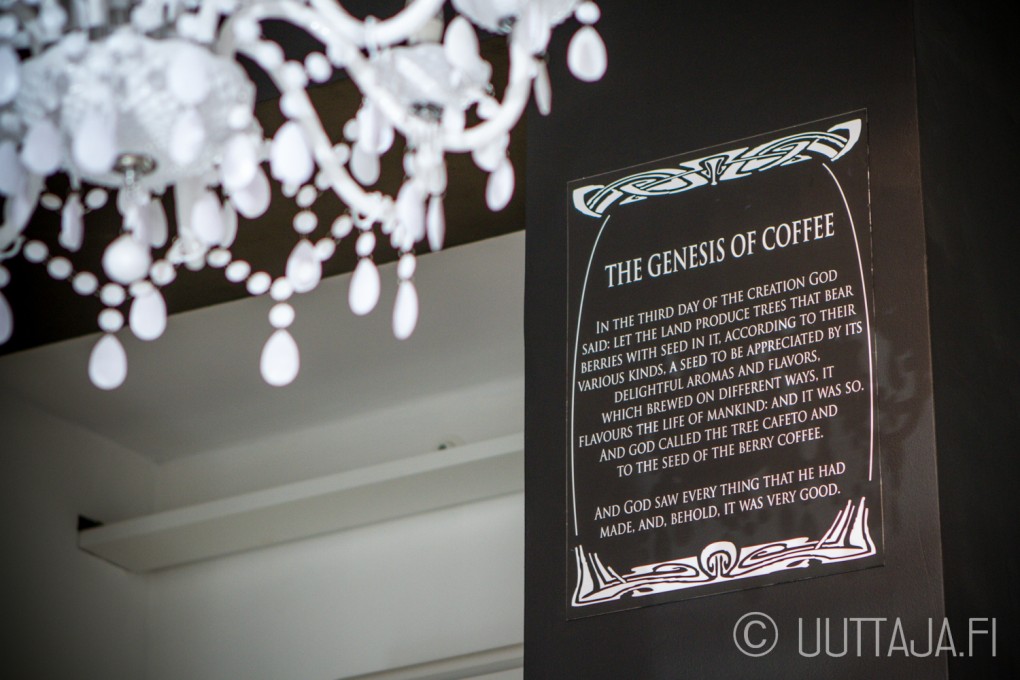 THE GENESIS OF COFFEE
IN THE THIRD DAY OF THE CREATION GOD
SAID: LET THE LAND PRODUCE TREES THAT BEAR
BERRIES WITH SEED IN IT, ACCORDING TO THEIR
VARIOUS KINDS, A SEED TO BE APPRECIATED BY ITS
DELIGHTFUL AROMAS AND FLAVORS,
WHICH BREWED ON DIFFERENT WAYS, IT
FLAVOURS THE LIFE OF MANKIND: AND IT WAS SO.
AND GOD CALLED THE TREE CAFETO AND
TO THE SEED OF THE BERRY COFFEE.
AND GOD SAW EVERY THING THAT HE HAD
MADE, AND, BEHOLD, IT WAS VERY GOOD.
© UUTTAJA.FI